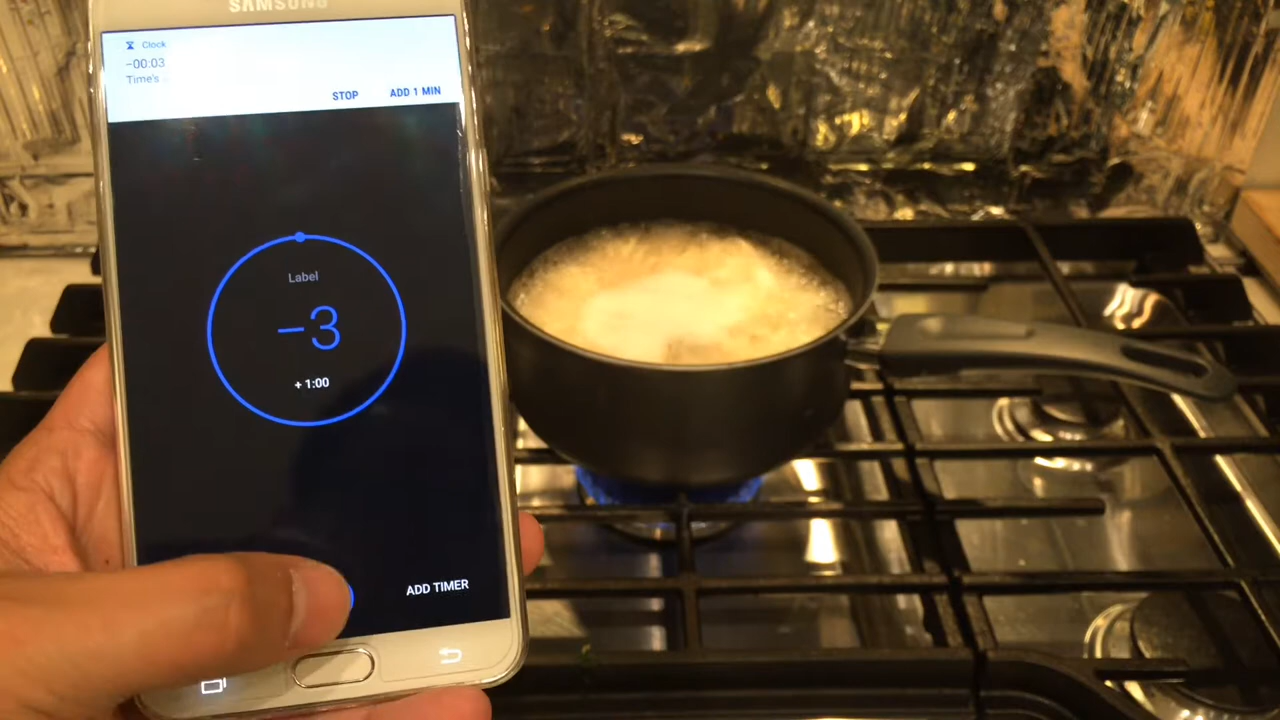 SAMSUNG
Clock
−00:03
Time's
STOP ADD 1 MIN
Label
−3
+ 1:00
ADD TIMER